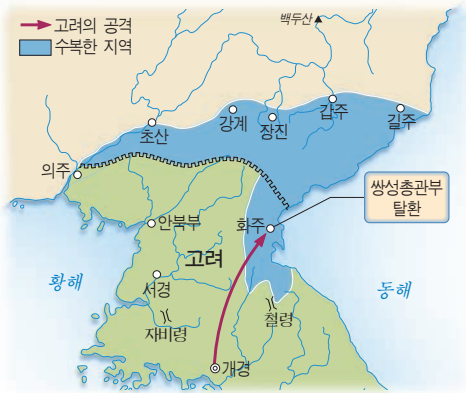 고려의 공격
수복한 지역
백두산
초산
강계
장진
갑주
길주
의주
쌍성총관부
탈환
안북부
화주
고려
황해
서경
동해
자비령
철령
개경